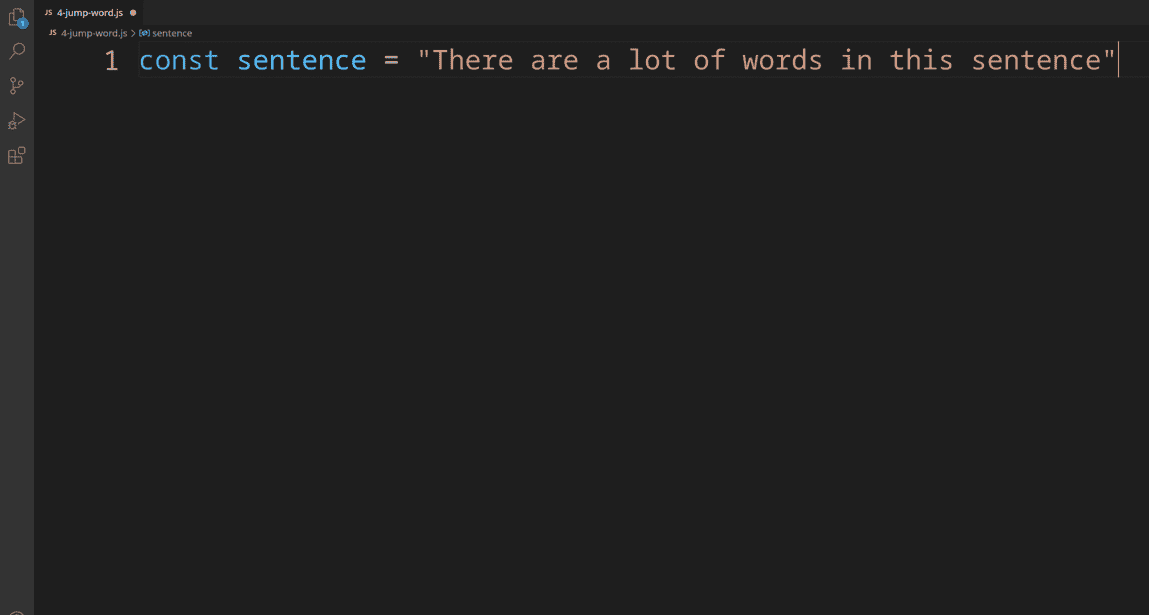 JS 4-jump-word.js
JS 4-jump-word.js > sentence
1 const sentence = "There are a lot of words in this sentence"
1